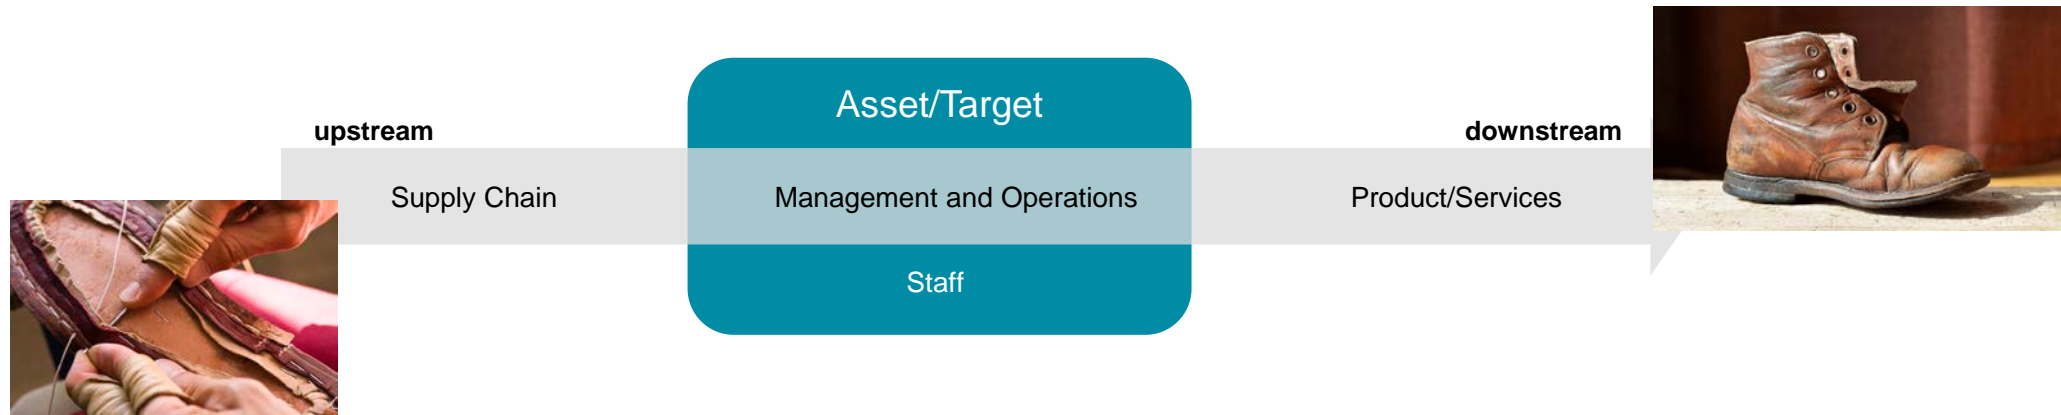 Asset/Target
upstream
downstream
Supply Chain
Management and Operations
Product/Services
Staff